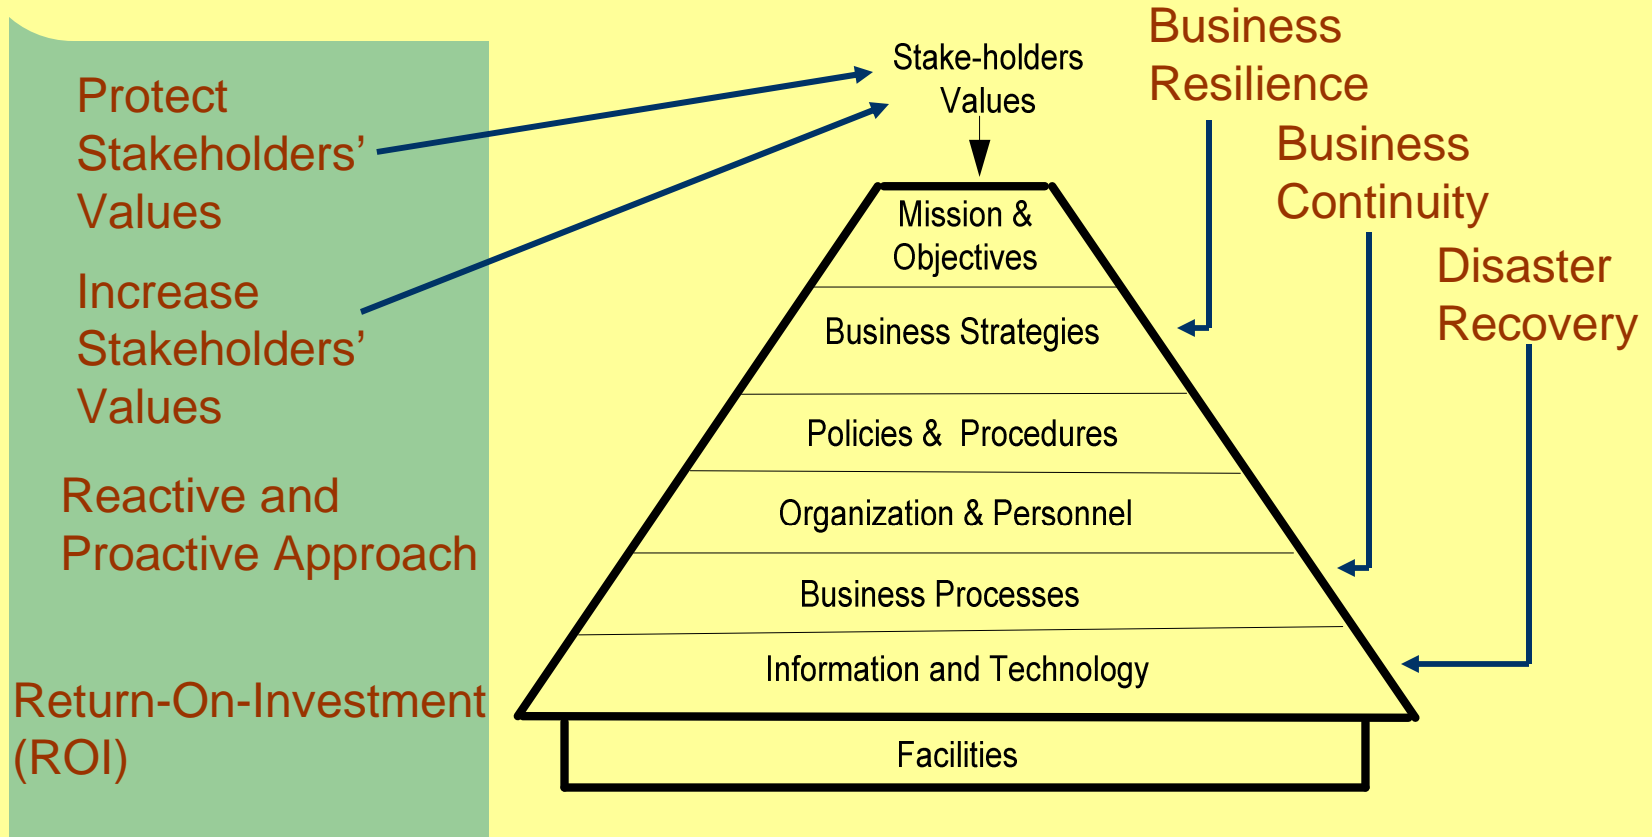 Protect
Stakeholders’
Values
Increase
Stakeholders’
Values
Reactive and
Proactive Approach
Return-On-Investment
(ROI)
Stake-holders
Values
Mission &
Objectives
Business Strategies
Policies &  Procedures
Organization & Personnel
Business Processes
Information and Technology
Facilities
Business
Resilience
Business
Continuity
Disaster
Recovery